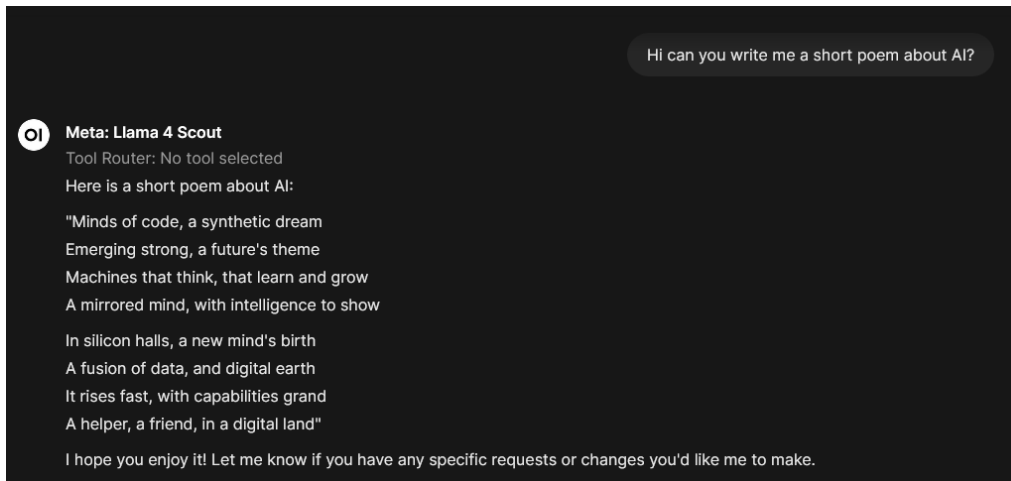 Hi can you write me a short poem about AI?
OI
Meta: Llama 4 Scout
Tool Router: No tool selected
Here is a short poem about AI:
"Minds of code, a synthetic dream
Emerging strong, a future's theme
Machines that think, that learn and grow
A mirrored mind, with intelligence to show
In silicon halls, a new mind's birth
A fusion of data, and digital earth
It rises fast, with capabilities grand
A helper, a friend, in a digital land"
I hope you enjoy it! Let me know if you have any specific requests or changes you'd like me to make.